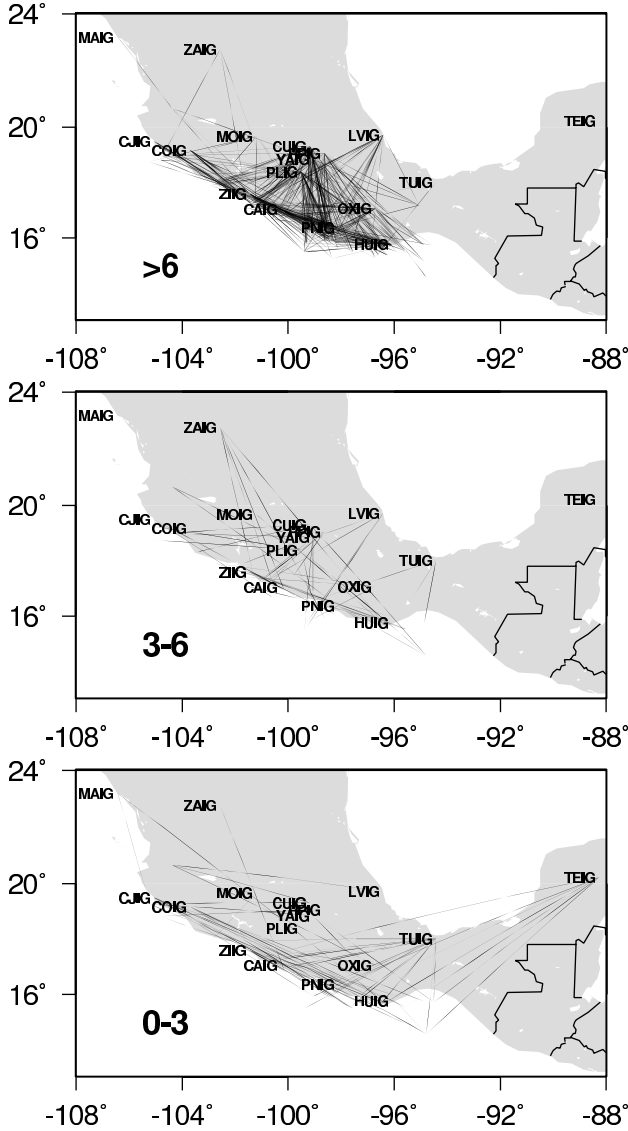 24°
MAIG
ZAIG
TEIG
20°
LVIG
MOIG
CJIG
COIG
CUIG
YAIG
PLIG
TUIG
ZIIG
CAIG
OXIG
PNIG
16°
HUIG
>6
-108° -104° -100° -96° -92° -88°
24°
MAIG
ZAIG
TEIG
20°
LVIG
MOIG
CJIG
COIG
CUIG
YAIG
PLIG
TUIG
ZIIG
CAIG
OXIG
PNIG
16°
HUIG
3-6
-108° -104° -100° -96° -92° -88°
24°
MAIG
ZAIG
TEIG
20°
LVIG
MOIG
CJIG
COIG
CUIG
YAIG
PLIG
TUIG
ZIIG
CAIG
OXIG
PNIG
16°
HUIG
0-3
-108° -104° -100° -96° -92° -88°